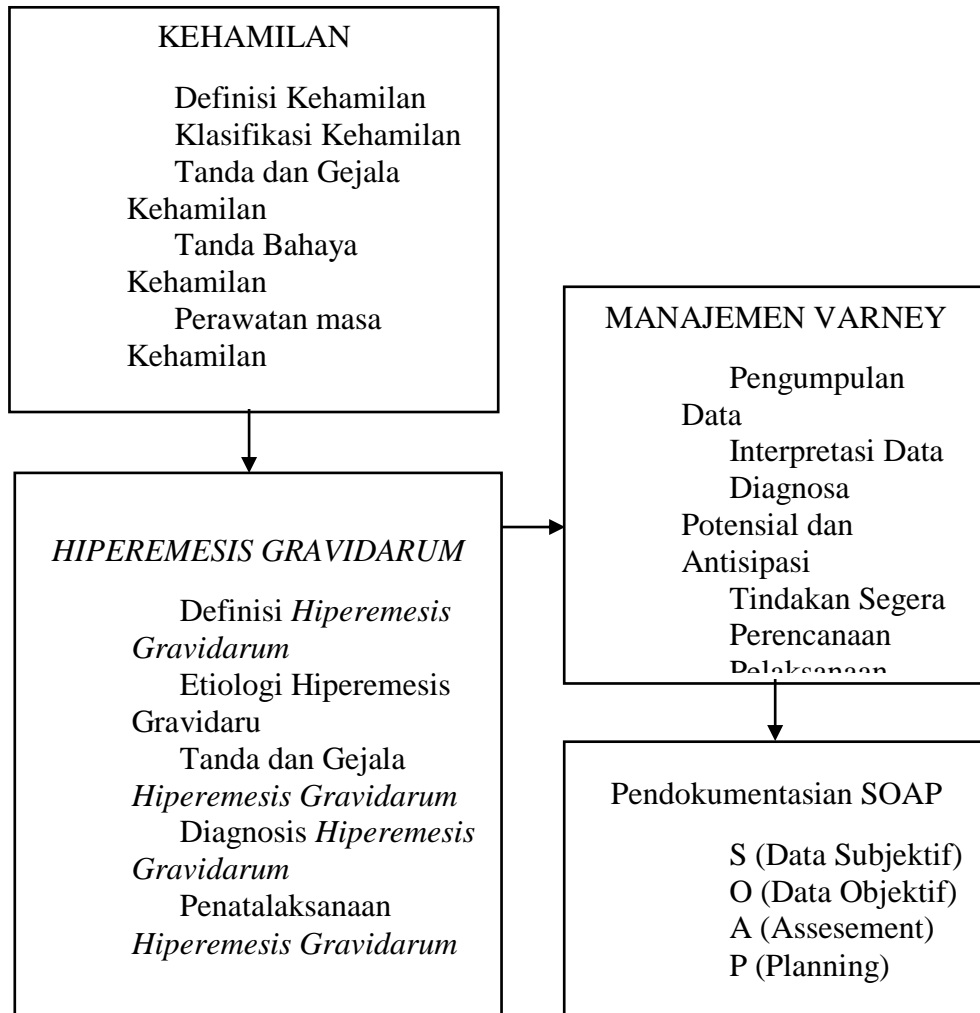 KEHAMILAN
Definisi Kehamilan
Klasifikasi Kehamilan
Tanda dan Gejala
Kehamilan
Tanda Bahaya
Kehamilan
Perawatan masa
Kehamilan
HIPEREMESIS GRAVIDARUM
Definisi Hiperemesis
Gravidarum
Etiologi Hiperemesis
Gravidaru
Tanda dan Gejala
Hiperemesis Gravidarum
Diagnosis Hiperemesis
Gravidarum
Penatalaksanaan
Hiperemesis Gravidarum
MANAJEMEN VARNEY
Pengumpulan
Data
Interpretasi Data
Diagnosa
Potensial dan
Antisipasi
Tindakan Segera
Perencanaan
Pelaksanaan
Pendokumentasian SOAP
S (Data Subjektif)
O (Data Objektif)
A (Assesement)
P (Planning)